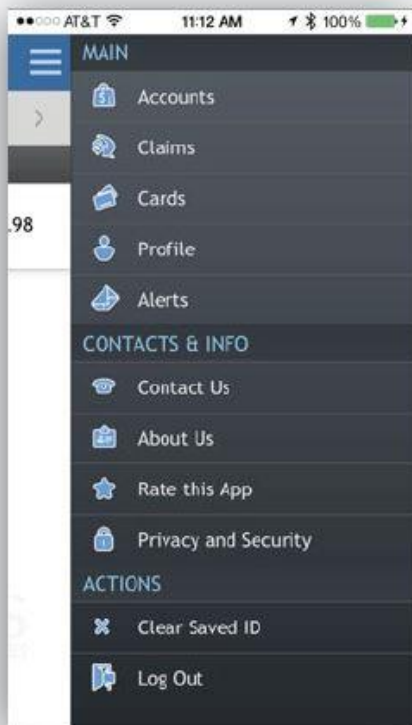 AT&T 11:12 AM 100%
MAIN
Accounts
Claims
Cards
.98
Profile
Alerts
CONTACTS & INFO
Contact Us
About Us
Rate this App
Privacy and Security
ACTIONS
Clear Saved ID
Log Out